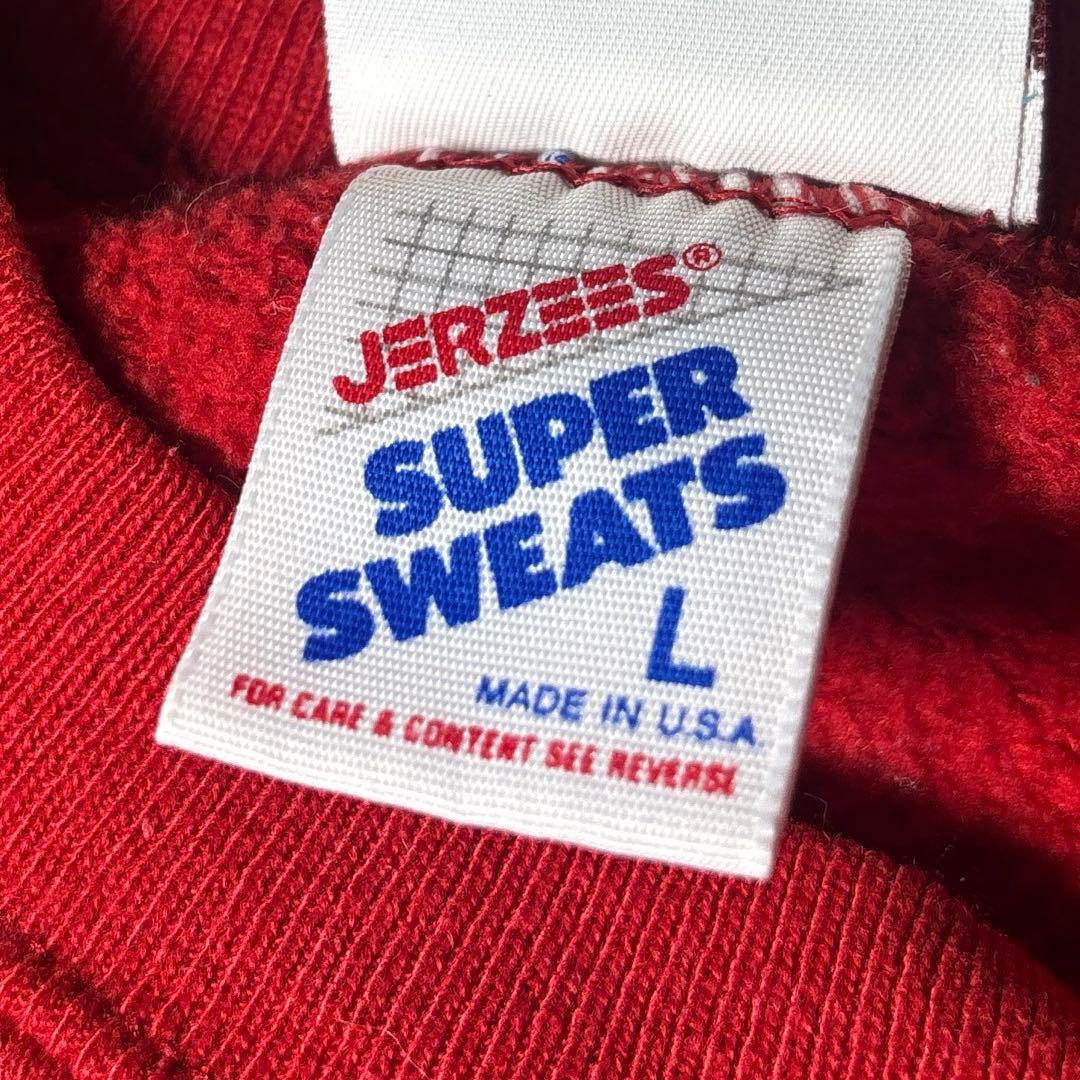 JERZEES®
SUPER
SWEATS
L
MADE IN U.S.A.
FOR CARE & CONTENT SEE REVERSE